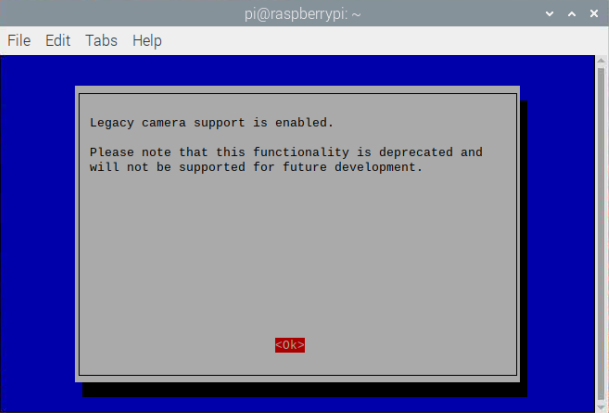 pi@raspberrypi: ~
File Edit Tabs Help
Legacy camera support is enabled.
Please note that this functionality is deprecated and
will not be supported for future development.
<Ok>